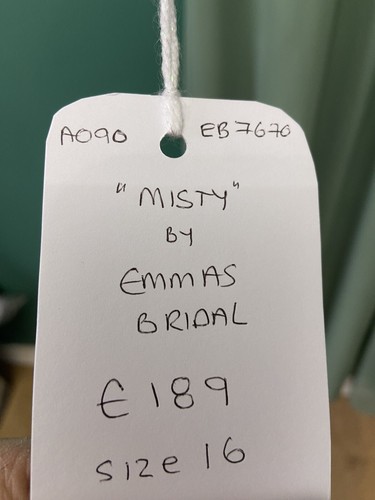 A090 EB7670
"MISTY"
BY
EMMAS
BRIDAL
€189
SIZE 16